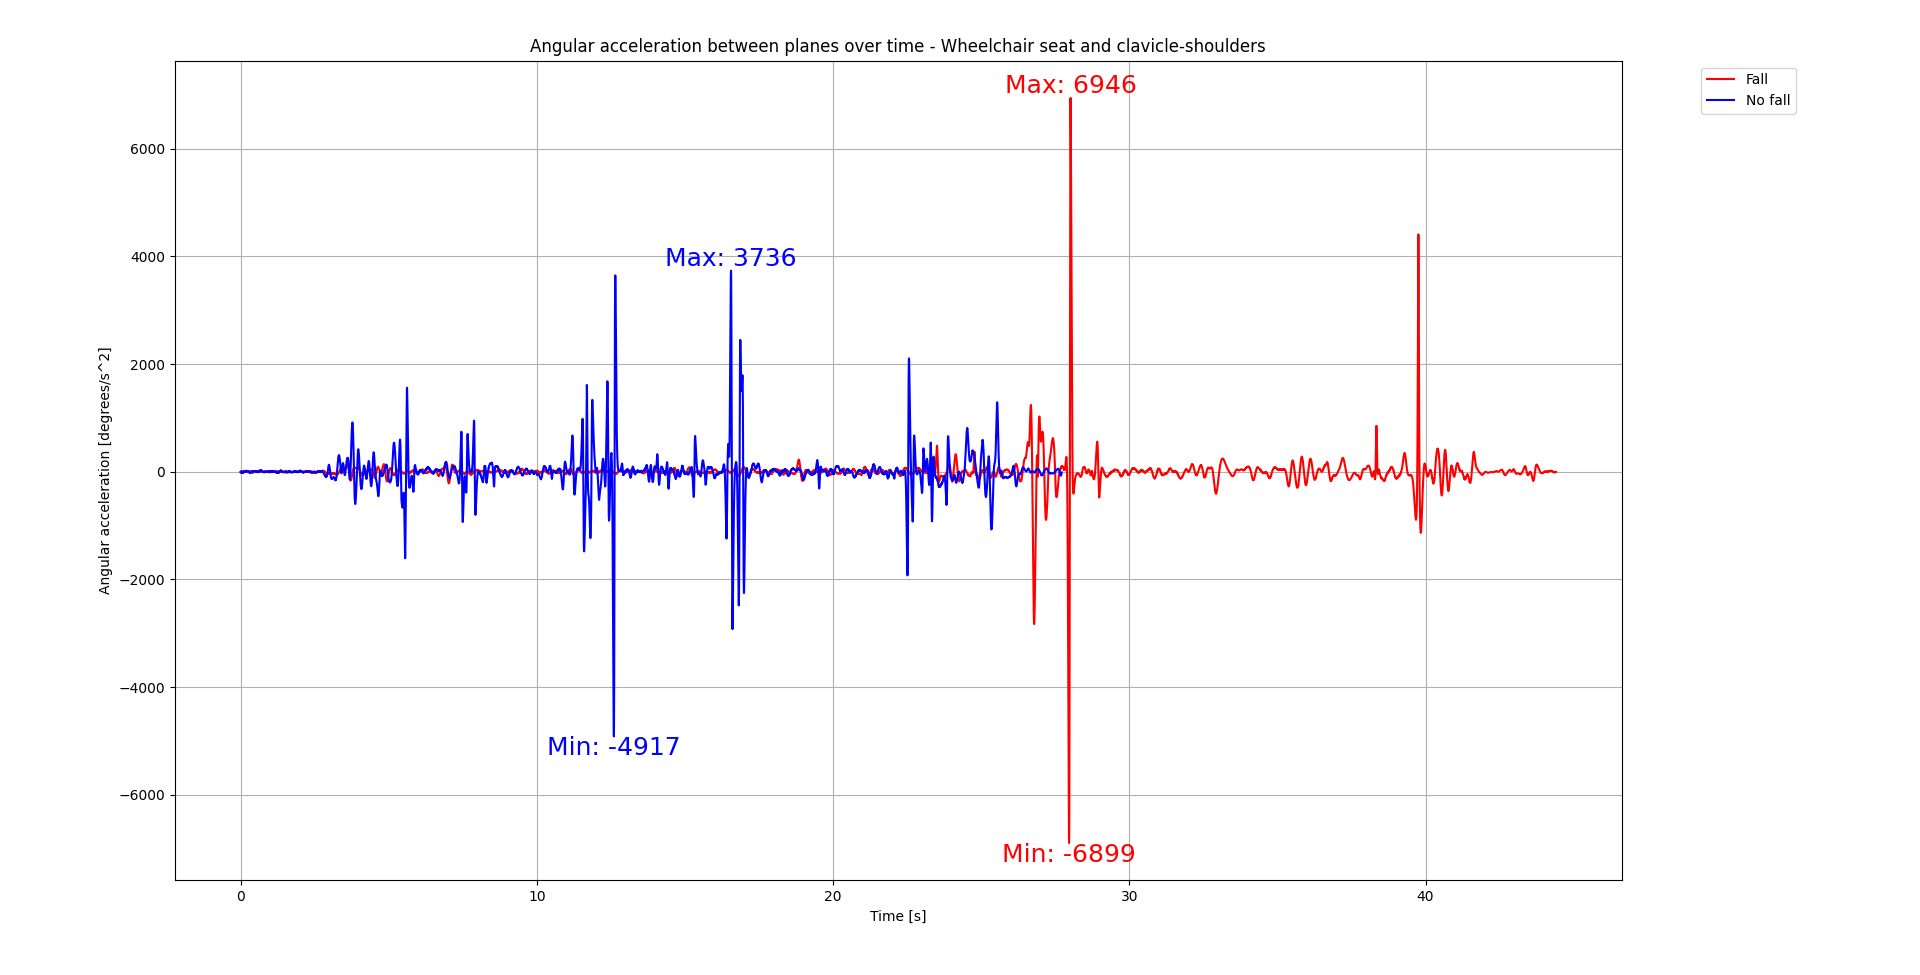 Angular acceleration between planes over time - Wheelchair seat and clavicle-shoulders
Max: 6946
Fall
No fall
Max: 3736
Min: -4917
Min: -6899
6000
4000
2000
0
−2000
−4000
−6000
Angular acceleration [degrees/s^2]
0 10 20 30 40
Time [s]